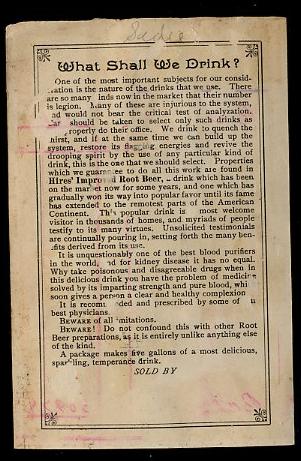 Sadie
What Shall We Drink?
One of the most important subjects for our consid-
ation is the nature of the drinks that we use. There
are so many inds now in the market that their number
is legion. any of these are injurious to the system,
nd would not bear the critical test of analyzation.
ar should be taken to select only such drinks as
roperly do their office. We drink to quench the
hirst, and if at the same time we can build up the
system, restore its flagging energies and revive the
drooping spirit by the use of any particular kind of
drink, this is the one that we should select. Properties
which we guarantee to do all this work are found in
Hires' Improved Root Beer, drink which has been
on the market now for some years, and one which has
gradually won its way into popular favor until its fame
has extended to the remotest parts of the American
Continent. This popular drink is most welcome
visitor in thousands of homes, and myriads of people
testify to its many virtues. Unsolicited testimonials
are continually pouring in, setting forth the many ben-
fits derived from its use.
It is unquestionably one of the best blood purifiers
in the world, nd for kidney disease it has no equal.
Why take poisonous and disagreeable drugs when in
this delicious drink you have the problem of medicine
solved by its imparting strength and pure blood, whi
soon gives a person a clear and healthy complexion
It is recomm ded and prescribed by some of u
best physicians.
BEWARE of all imitations.
BEWARE! Do not confound this with other Root
Beer preparations, as it is entirely unlike anything else
of the kind.
A package makes five gallons of a most delicious,
sparkling, temperance drink.
SOLD BY